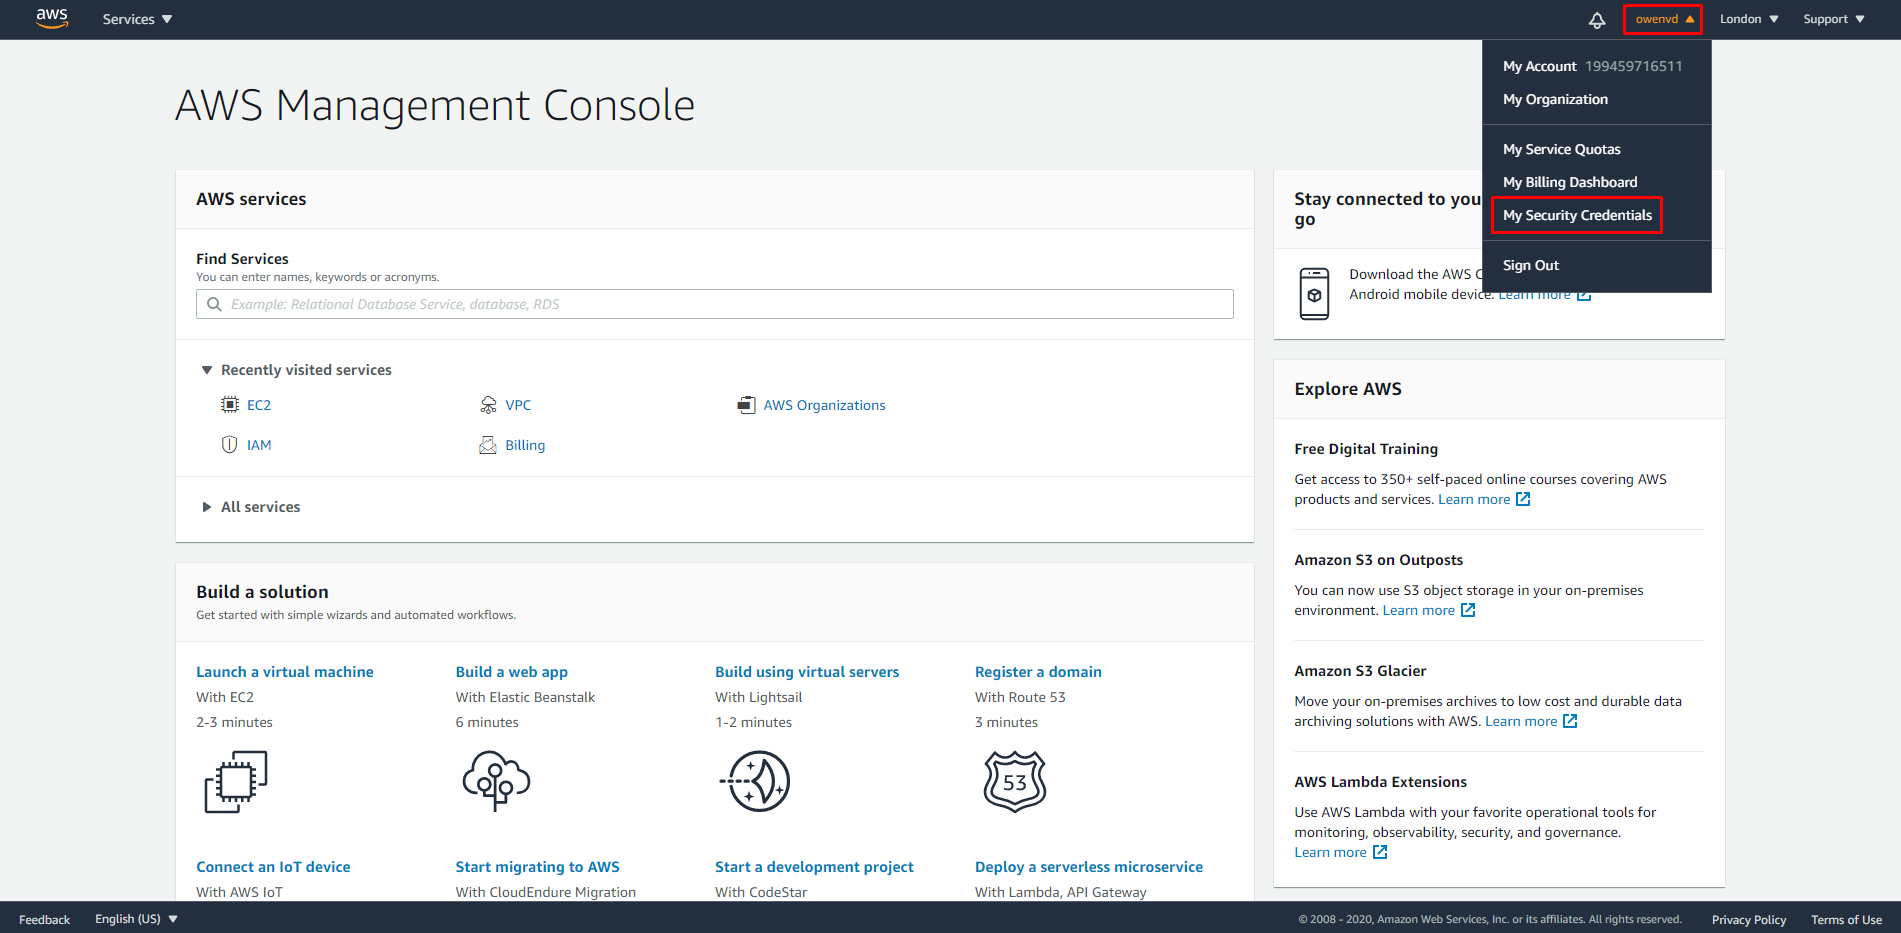 aws
Services
owenvd
London
Support
My Account 199459716511
My Organization
My Service Quotas
My Billing Dashboard
My Security Credentials
Sign Out
AWS Management Console
AWS services
Find Services
You can enter names, keywords or acronyms.
Example: Relational Database Service, database, RDS
Recently visited services
EC2
VPC
AWS Organizations
IAM
Billing
All services
Build a solution
Get started with simple wizards and automated workflows.
Launch a virtual machine
With EC2
2-3 minutes
Build a web app
With Elastic Beanstalk
6 minutes
Build using virtual servers
With Lightsail
1-2 minutes
Register a domain
With Route 53
3 minutes
53
Connect an IoT device
With AWS IoT
Start migrating to AWS
With CloudEndure Migration
Start a development project
With CodeStar
Deploy a serverless microservice
With Lambda, API Gateway
Stay connected to you
go
Download the AWS C
Android mobile device. Learn more
Explore AWS
Free Digital Training
Get access to 350+ self-paced online courses covering AWS
products and services. Learn more
Amazon S3 on Outposts
You can now use S3 object storage in your on-premises
environment. Learn more
Amazon S3 Glacier
Move your on-premises archives to low cost and durable data
archiving solutions with AWS. Learn more
AWS Lambda Extensions
Use AWS Lambda with your favorite operational tools for
monitoring, observability, security, and governance.
Learn more
Feedback
English (US)
© 2008 - 2020, Amazon Web Services, Inc. or its affiliates. All rights reserved.
Privacy Policy
Terms of Use